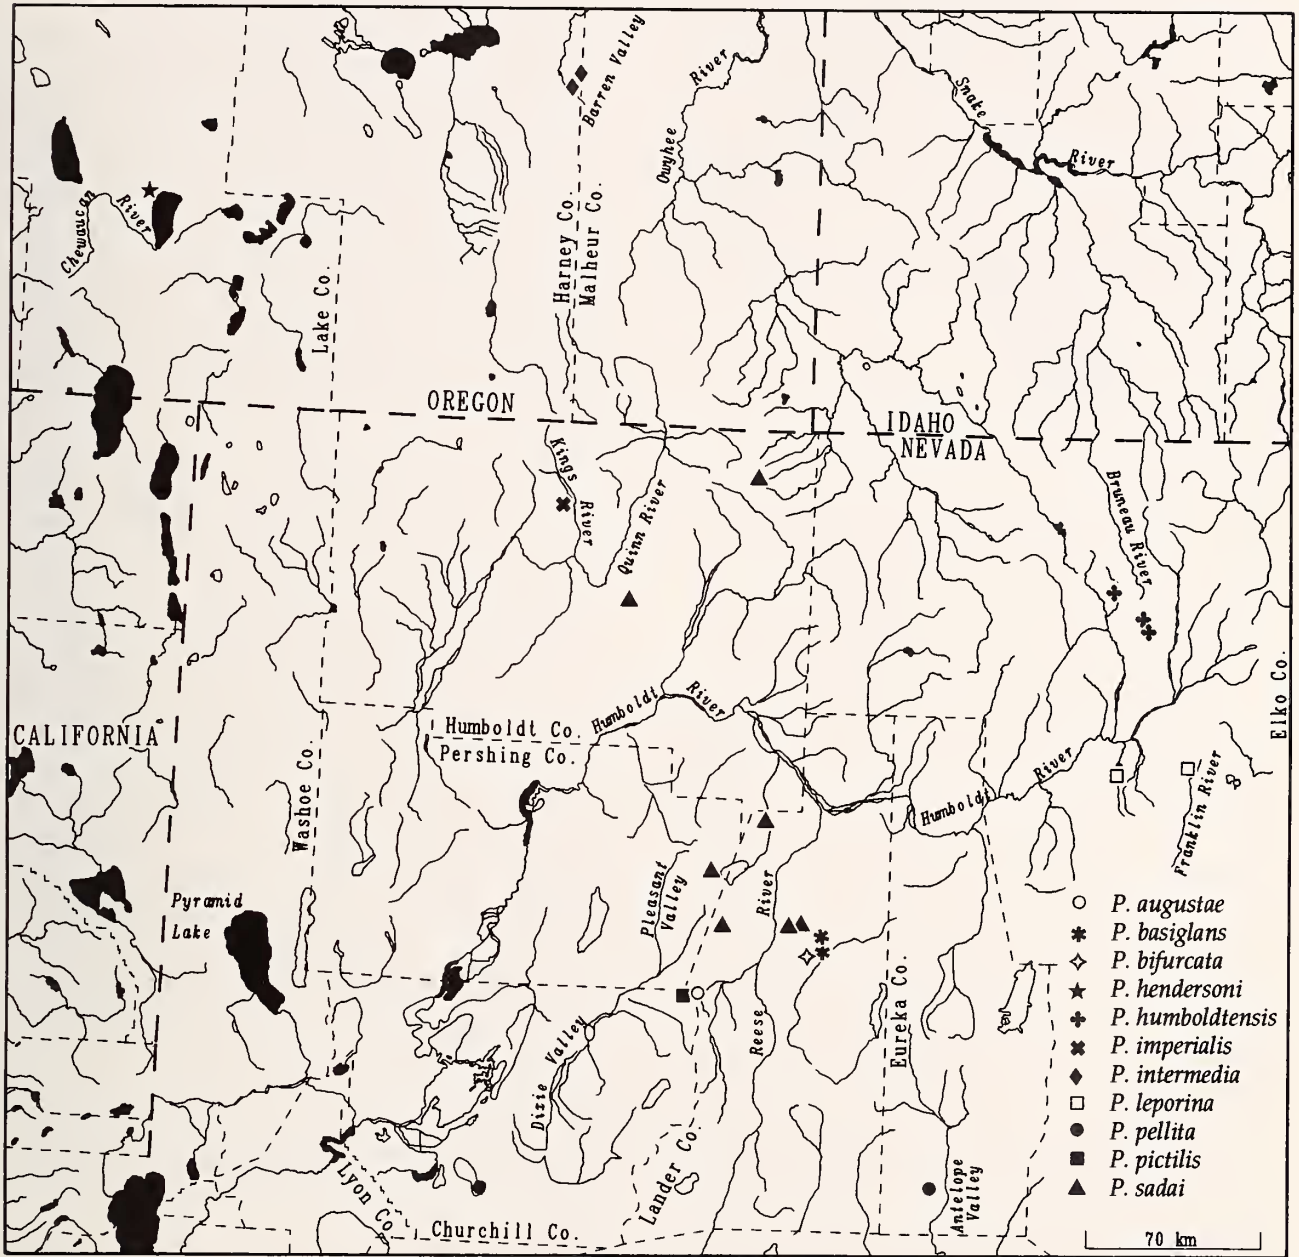 Barren Valley
River
Owyhee
Snake
River
Chewaucan
River
Harney Co.
Malheur Co.
Lake Co.
OREGON
IDAHO
NEVADA
Kings
River
Quinn River
Bruneau River
Elko Co.
CALIFORNIA
Washoe Co.
Humboldt Co.
Pershing Co.
Humboldt
River
River
Humboldt
Franklin River
Pyramid
Lake
Pleasant
Valley
River
Reese
Eureka Co.
Dixie Valley
Lander Co.
Lyon Co.
Churchill Co.
Antelope
Valley
P. augustae
P. basiglans
P. bifurcata
P. hendersoni
P. humboldtensis
P. imperialis
P. intermedia
P. leporina
P. pellita
P. pictilis
P. sadai
70 km